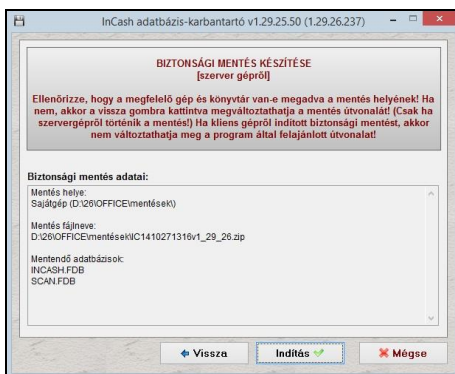 InCash adatbázis-karbantartó v1.29.25.50 (1.29.26.237)
BIZTONSÁGI MENTÉS KÉSZÍTÉSE
[szerver gépről]
Ellenőrizze, hogy a megfelelő gép és könyvtár van-e megadva a mentés helyének! Ha
nem, akkor a vissza gombra kattintva megváltoztathatja a mentés útvonalát! (Csak ha
szervergépről történik a mentés!) Ha kliens gépről indított biztonsági mentést, akkor
nem változtathatja meg a program által felajánlott útvonalat!
Biztonsági mentés adatai:
Mentés helye:
Sajátgép (D:\26\OFFICE\mentések\)
Mentés fájlneve:
D:\26\OFFICE\mentések\IC1410271316v1_29_26.zip
Mentendő adatbázisok:
INCASH.FDB
SCAN.FDB
Vissza
Indítás
Mégse